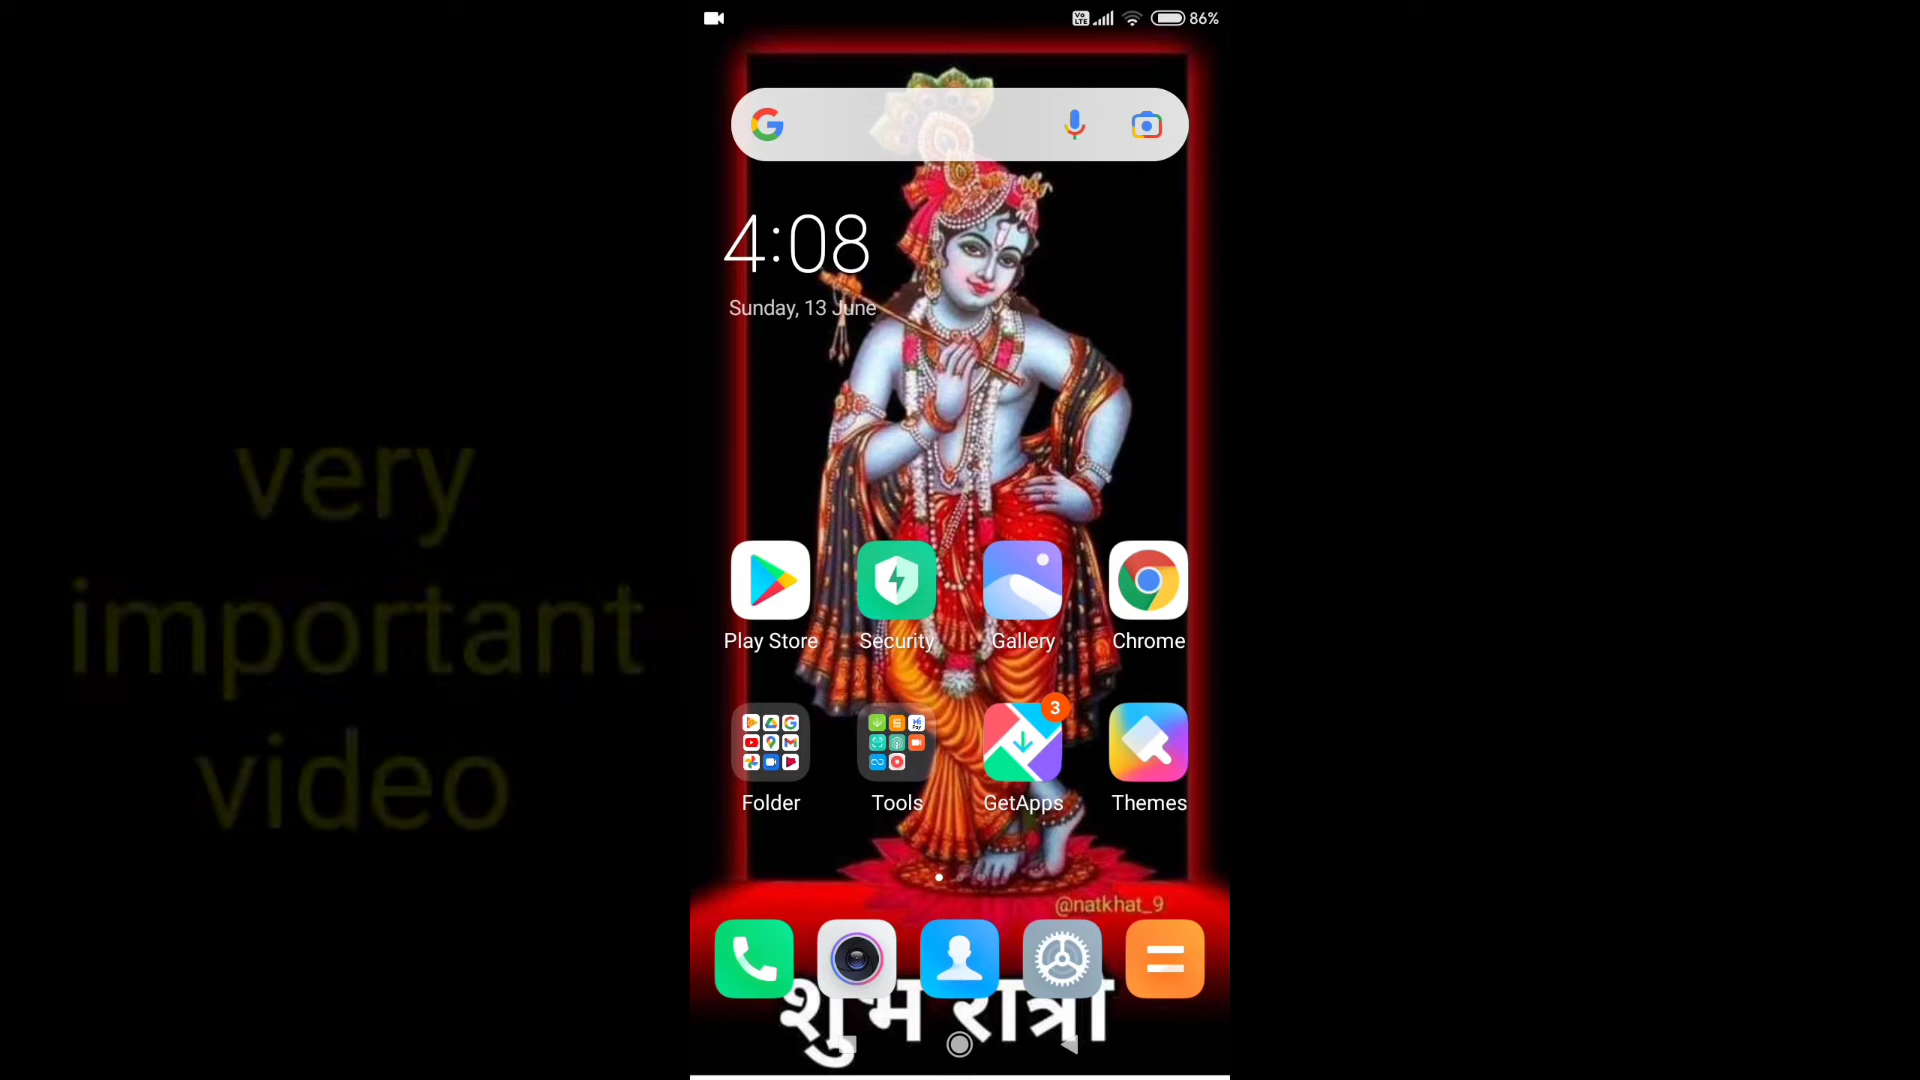 86%
4:08
Sunday, 13 June
very
important
video
Play Store Security Gallery Chrome
3
Folder Tools GetApps Themes
@natkhat_9
शुभ रात्री